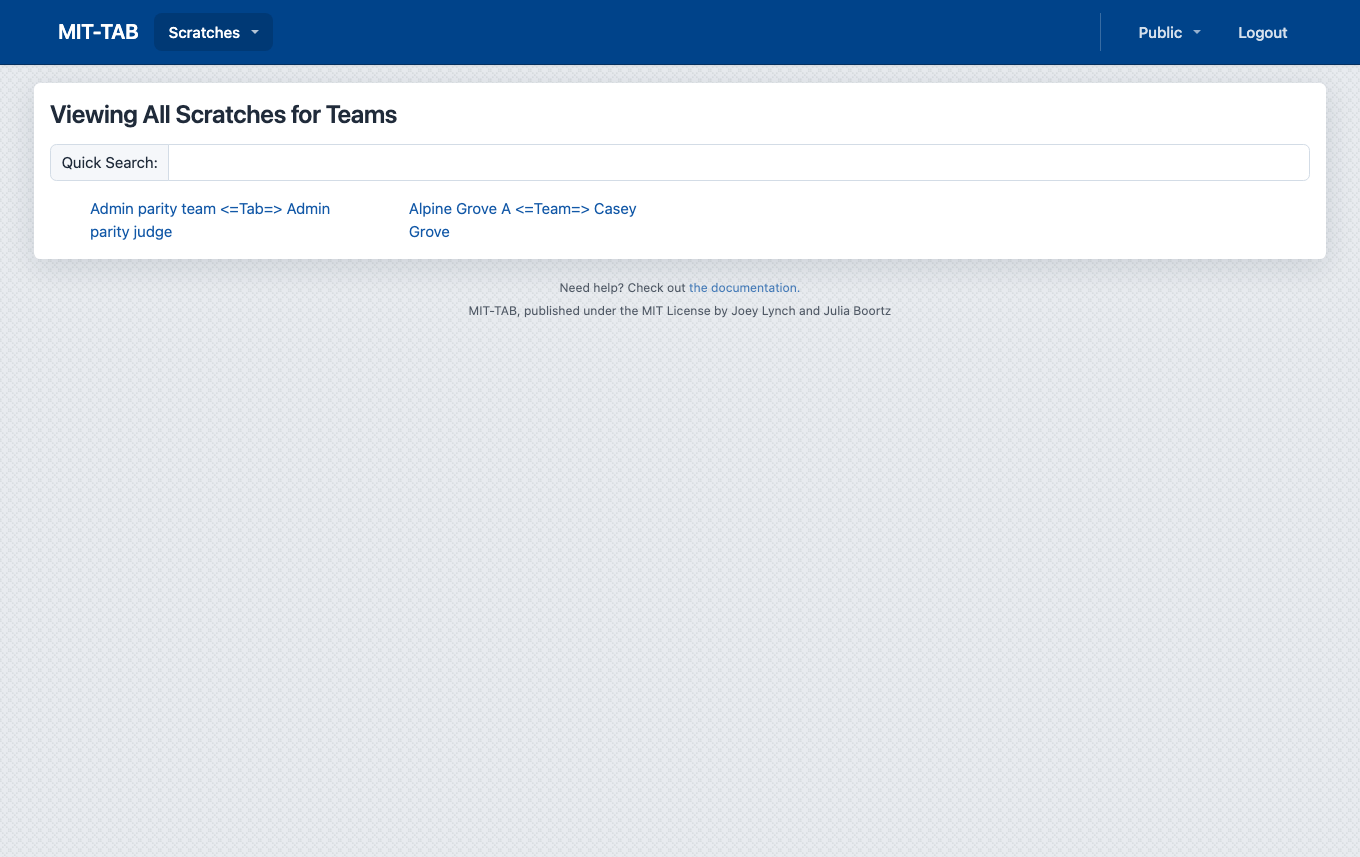 MIT-TAB
Scratches
Public
Logout
Viewing All Scratches for Teams
Quick Search:
Admin parity team <=Tab=> Admin
parity judge
Alpine Grove A <=Team=> Casey
Grove
Need help? Check out the documentation.
MIT-TAB, published under the MIT License by Joey Lynch and Julia Boortz